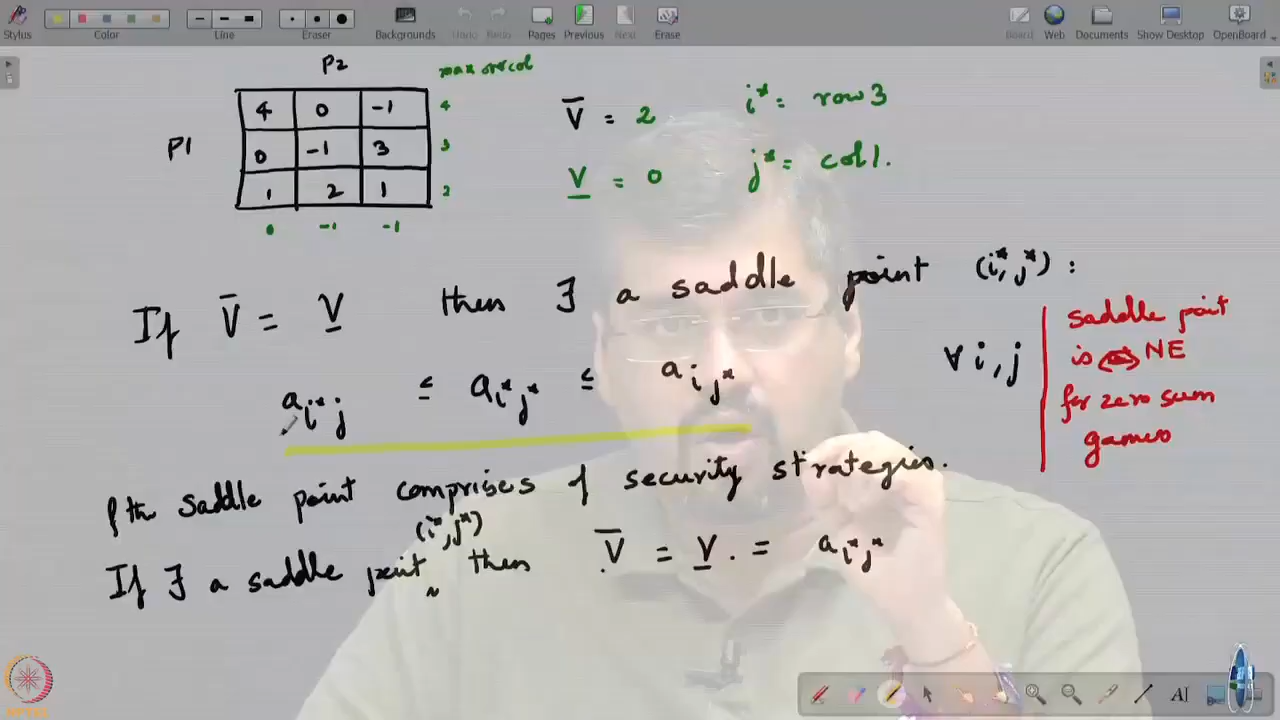 Stylus Color Line Eraser Backgrounds Undo Redo Pages Previous Next Erase Board Web Documents Show Desktop OpenBoard
P2
max over col
P1
4 0 -1 4
0 -1 3 3
1 2 1 2
0 -1 -1
V̅ = 2 i* = row 3
V̲ = 0 j* = col 1.
If V̅ = V̲ then ∃ a saddle point (i*, j*) :
a_{i*j} ≤ a_{i*j*} ≤ a_{ij*} ∀ i, j
saddle point
is NE
for zero sum
games
& the saddle point comprises of security strategies.
(i*, j*)
If ∃ a saddle point, then V̅ = V̲ = a_{i*j*}
NPTEL